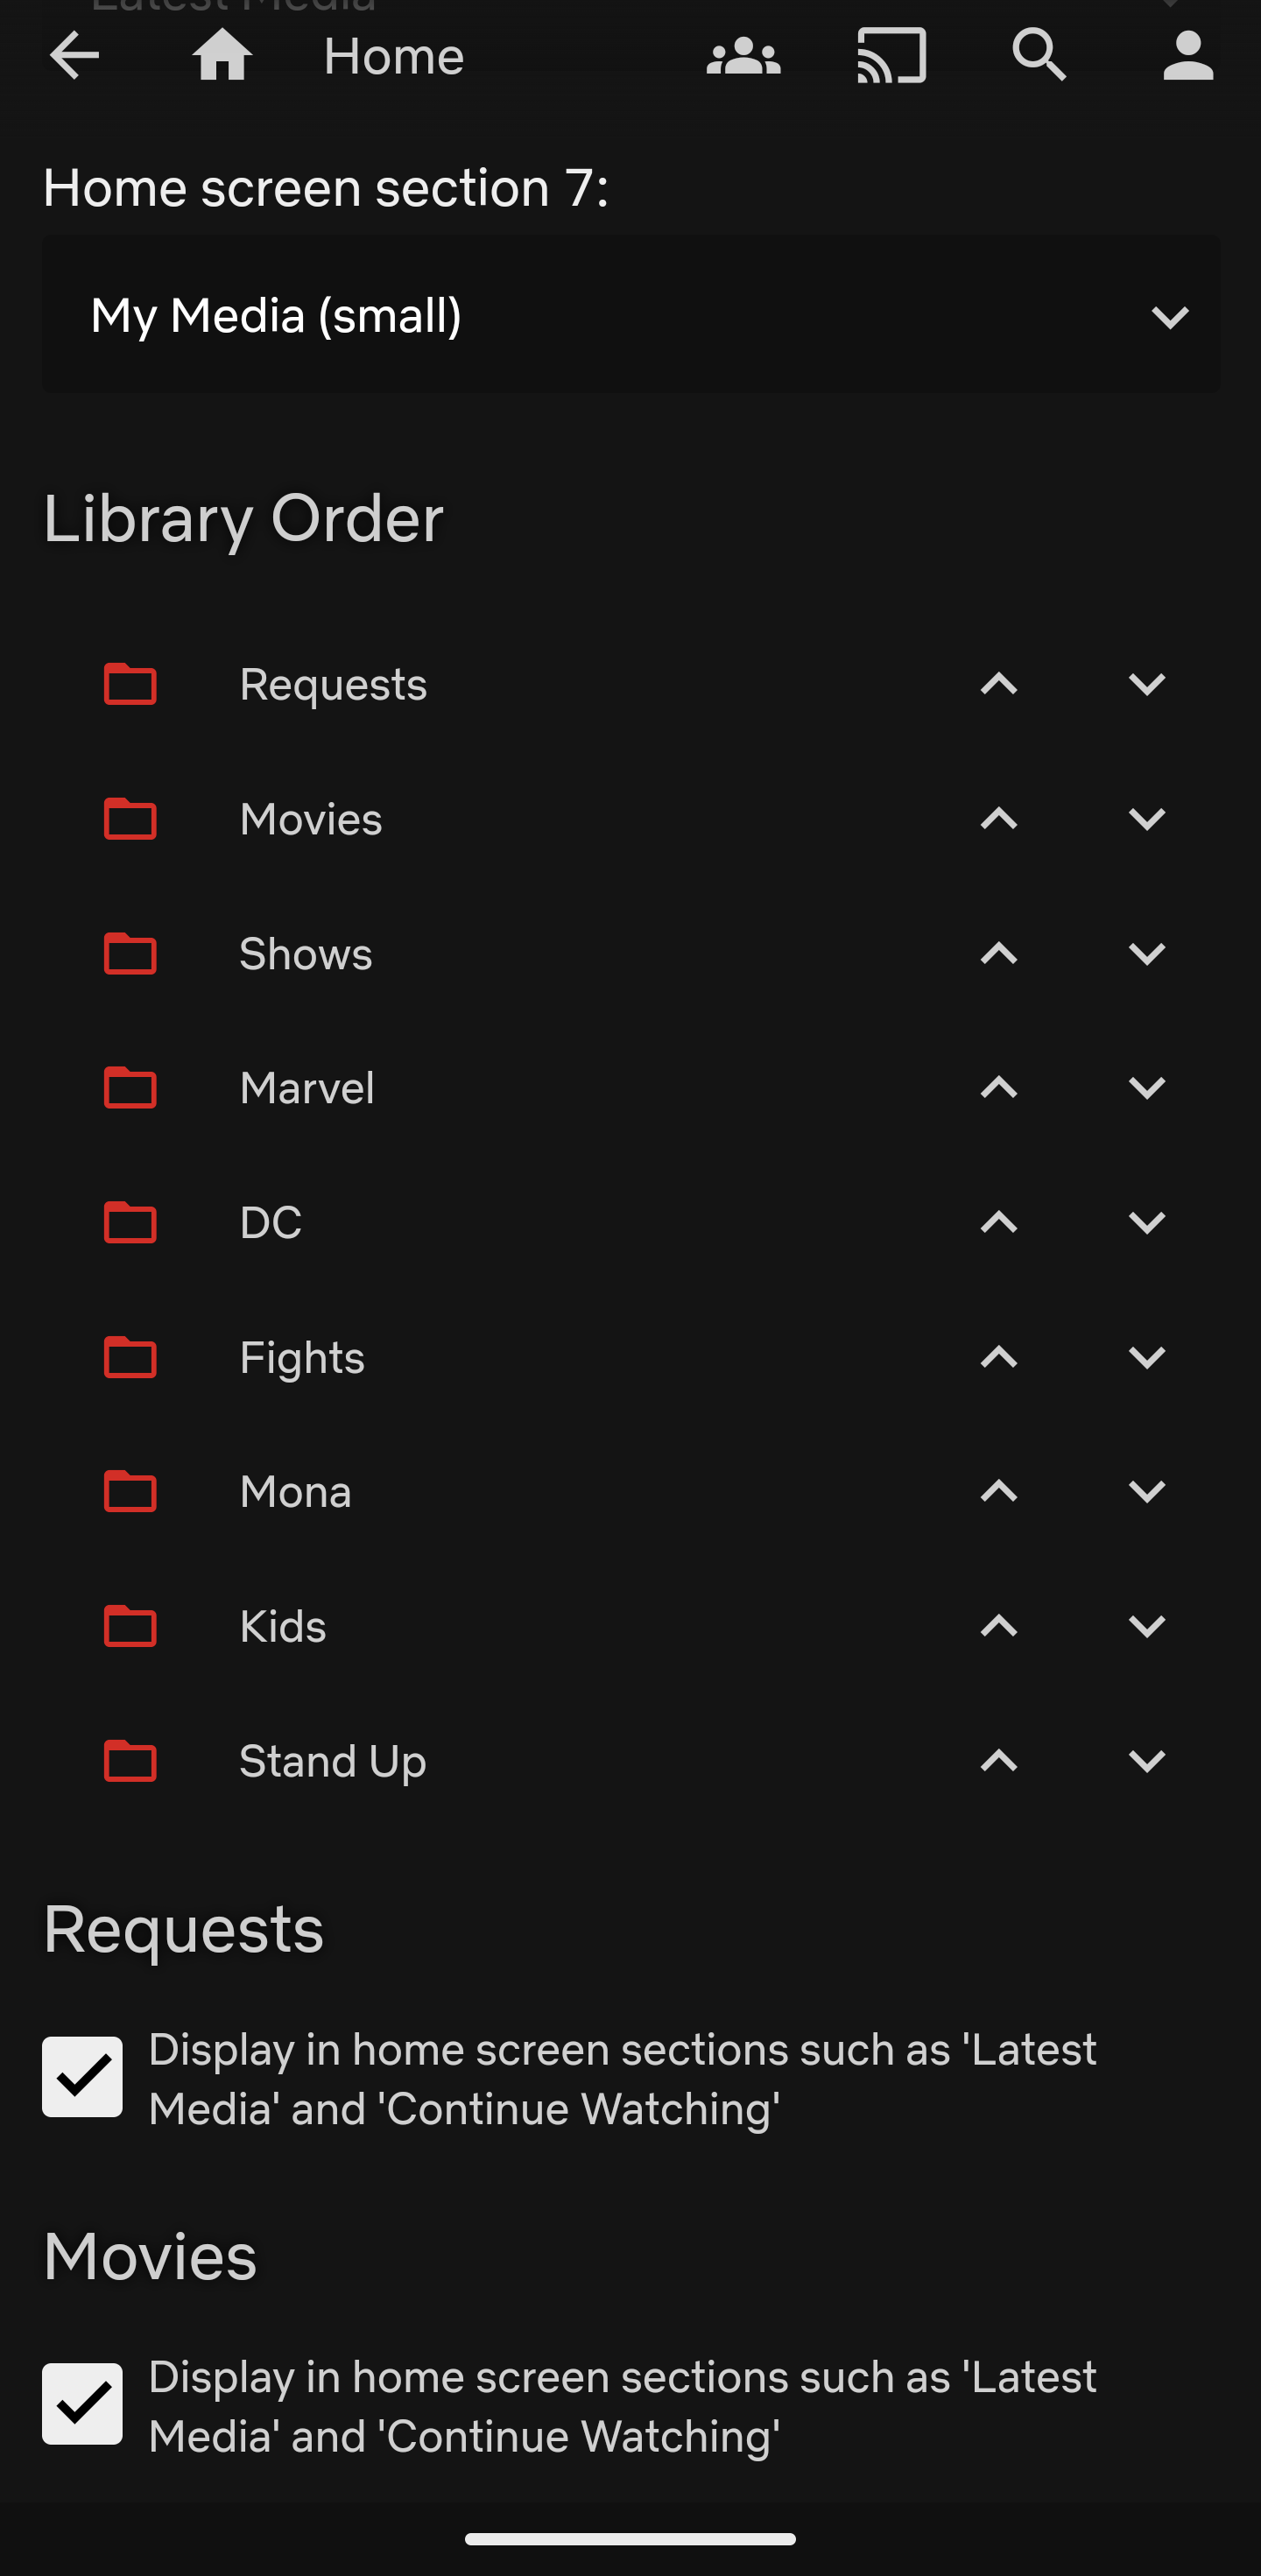 Latest Media
Home
Home screen section 7:
My Media (small)
Library Order
Requests
Movies
Shows
Marvel
DC
Fights
Mona
Kids
Stand Up
Requests
Display in home screen sections such as 'Latest
Media' and 'Continue Watching'
Movies
Display in home screen sections such as 'Latest
Media' and 'Continue Watching'